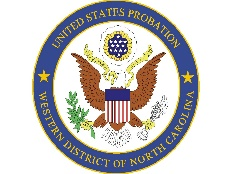 UNITED STATES PROBATION
WESTERN DISTRICT OF NORTH CAROLINA